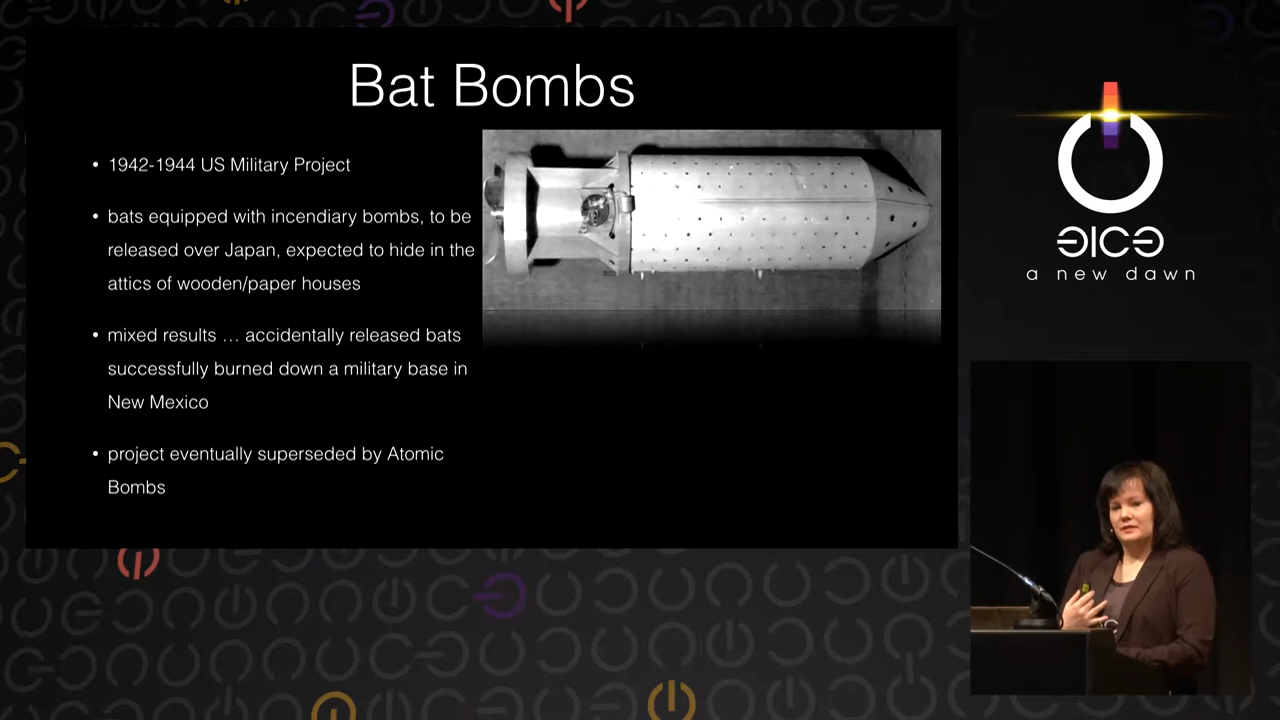 Bat Bombs
• 1942-1944 US Military Project
• bats equipped with incendiary bombs, to be
released over Japan, expected to hide in the
attics of wooden/paper houses
• mixed results … accidentally released bats
successfully burned down a military base in
New Mexico
• project eventually superseded by Atomic
Bombs
31C3
a new dawn